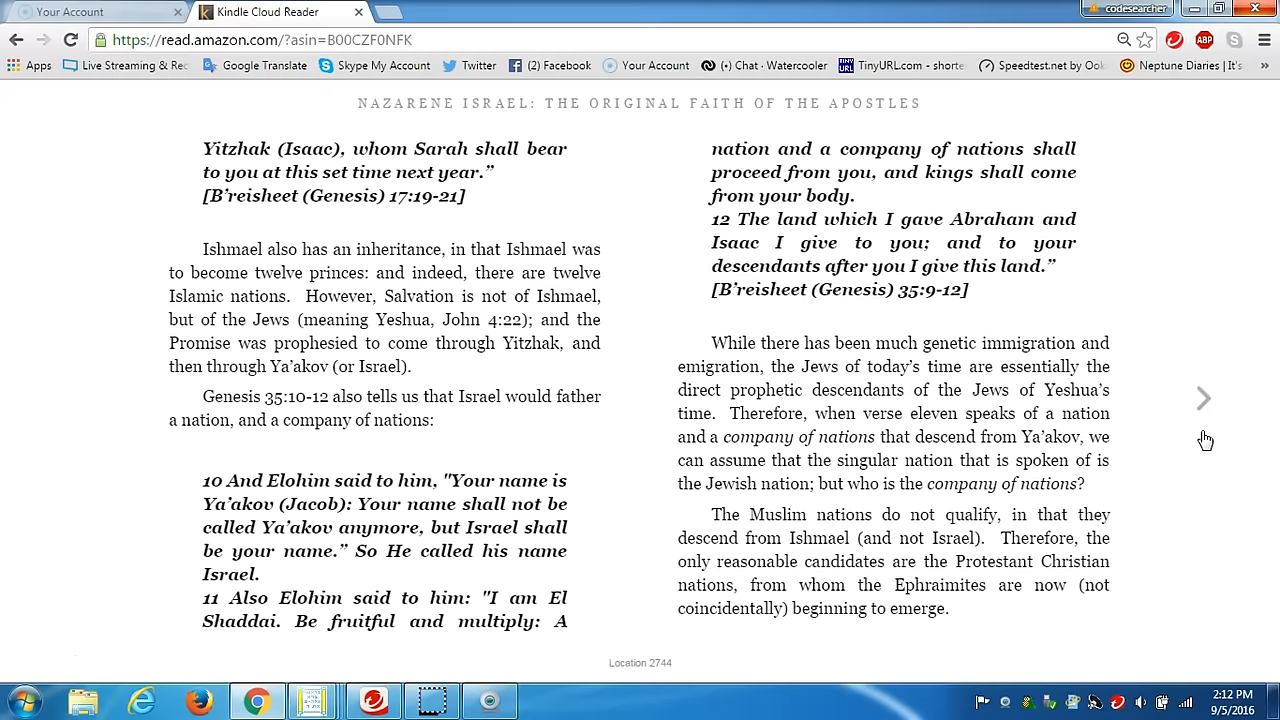 Your Account
Kindle Cloud Reader
codesearcher
https://read.amazon.com/?asin=B00CZF0NFK
ABP
Apps
Live Streaming & Rec
Google Translate
Skype My Account
Twitter
(2) Facebook
Your Account
(•) Chat · Watercooler
TINY URL
TinyURL.com - shorte
Speedtest.net by Ook
Neptune Diaries | It's
»
NAZARENE ISRAEL: THE ORIGINAL FAITH OF THE APOSTLES
Yitzhak (Isaac), whom Sarah shall bear
to you at this set time next year.”
[B’reisheet (Genesis) 17:19-21]
Ishmael also has an inheritance, in that Ishmael was
to become twelve princes: and indeed, there are twelve
Islamic nations. However, Salvation is not of Ishmael,
but of the Jews (meaning Yeshua, John 4:22); and the
Promise was prophesied to come through Yitzhak, and
then through Ya’akov (or Israel).
Genesis 35:10-12 also tells us that Israel would father
a nation, and a company of nations:
10 And Elohim said to him, "Your name is
Ya’akov (Jacob): Your name shall not be
called Ya’akov anymore, but Israel shall
be your name.” So He called his name
Israel.
11 Also Elohim said to him: "I am El
Shaddai. Be fruitful and multiply: A
nation and a company of nations shall
proceed from you, and kings shall come
from your body.
12 The land which I gave Abraham and
Isaac I give to you; and to your
descendants after you I give this land.”
[B’reisheet (Genesis) 35:9-12]
While there has been much genetic immigration and
emigration, the Jews of today’s time are essentially the
direct prophetic descendants of the Jews of Yeshua’s
time. Therefore, when verse eleven speaks of a nation
and a company of nations that descend from Ya’akov, we
can assume that the singular nation that is spoken of is
the Jewish nation; but who is the company of nations?
The Muslim nations do not qualify, in that they
descend from Ishmael (and not Israel). Therefore, the
only reasonable candidates are the Protestant Christian
nations, from whom the Ephraimites are now (not
coincidentally) beginning to emerge.
Location 2744
2:12 PM
9/5/2016